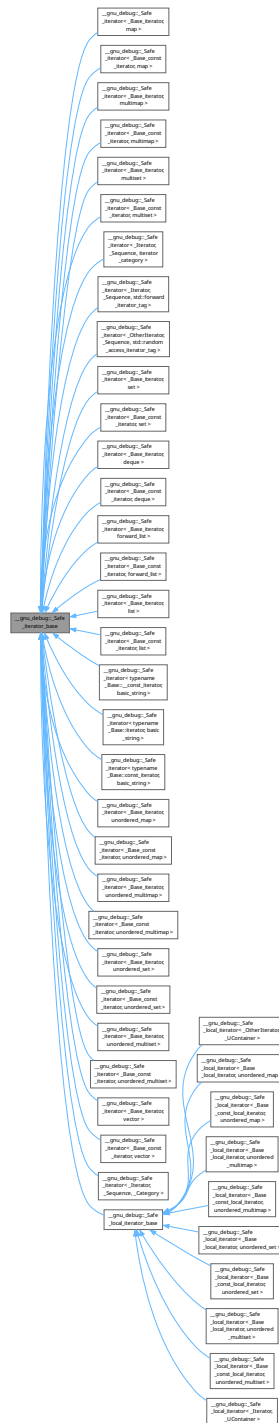 __gnu_debug::_Safe
_iterator< _Base_iterator,
map >
__gnu_debug::_Safe
_iterator< _Base_const
_iterator, map >
__gnu_debug::_Safe
_iterator< _Base_iterator,
multimap >
__gnu_debug::_Safe
_iterator< _Base_const
_iterator, multimap >
__gnu_debug::_Safe
_iterator< _Base_iterator,
multiset >
__gnu_debug::_Safe
_iterator< _Base_const
_iterator, multiset >
__gnu_debug::_Safe
_iterator< _Iterator,
_Sequence, iterator
_category >
__gnu_debug::_Safe
_iterator< _Iterator,
_Sequence, std::forward
_iterator_tag >
__gnu_debug::_Safe
_iterator< _OtherIterator,
_Sequence, std::random
_access_iterator_tag >
__gnu_debug::_Safe
_iterator< _Base_iterator,
set >
__gnu_debug::_Safe
_iterator< _Base_const
_iterator, set >
__gnu_debug::_Safe
_iterator< _Base_iterator,
deque >
__gnu_debug::_Safe
_iterator< _Base_const
_iterator, deque >
__gnu_debug::_Safe
_iterator< _Base_iterator,
forward_list >
__gnu_debug::_Safe
_iterator< _Base_const
_iterator, forward_list >
__gnu_debug::_Safe
_iterator< _Base_iterator,
list >
__gnu_debug::_Safe
_iterator_base
__gnu_debug::_Safe
_iterator< _Base_const
_iterator, list >
__gnu_debug::_Safe
_iterator< typename
_Base::__const_iterator,
basic_string >
__gnu_debug::_Safe
_iterator< typename
_Base::iterator, basic
_string >
__gnu_debug::_Safe
_iterator< typename
_Base::const_iterator,
basic_string >
__gnu_debug::_Safe
_iterator< _Base_iterator,
unordered_map >
__gnu_debug::_Safe
_iterator< _Base_const
_iterator, unordered_map >
__gnu_debug::_Safe
_iterator< _Base_iterator,
unordered_multimap >
__gnu_debug::_Safe
_iterator< _Base_const
_iterator, unordered_multimap >
__gnu_debug::_Safe
_iterator< _Base_iterator,
unordered_set >
__gnu_debug::_Safe
_iterator< _Base_const
_iterator, unordered_set >
__gnu_debug::_Safe
_iterator< _Base_iterator,
unordered_multiset >
__gnu_debug::_Safe
_iterator< _Base_const
_iterator, unordered_multiset >
__gnu_debug::_Safe
_iterator< _Base_iterator,
vector >
__gnu_debug::_Safe
_iterator< _Base_const
_iterator, vector >
__gnu_debug::_Safe
_iterator< _Iterator,
_Sequence, _Category >
__gnu_debug::_Safe
_local_iterator_base
__gnu_debug::_Safe
_local_iterator< _OtherIterator,
_UContainer >
__gnu_debug::_Safe
_local_iterator< _Base
_local_iterator, unordered_map
__gnu_debug::_Safe
_local_iterator< _Base
_const_local_iterator,
unordered_map >
__gnu_debug::_Safe
_local_iterator< _Base
_local_iterator, unordered
_multimap >
__gnu_debug::_Safe
_local_iterator< _Base
_const_local_iterator,
unordered_multimap >
__gnu_debug::_Safe
_local_iterator< _Base
_local_iterator, unordered_set >
__gnu_debug::_Safe
_local_iterator< _Base
_const_local_iterator,
unordered_set >
__gnu_debug::_Safe
_local_iterator< _Base
_local_iterator, unordered
_multiset >
__gnu_debug::_Safe
_local_iterator< _Base
_const_local_iterator,
unordered_multiset >
__gnu_debug::_Safe
_local_iterator< _Iterator,
_UContainer >